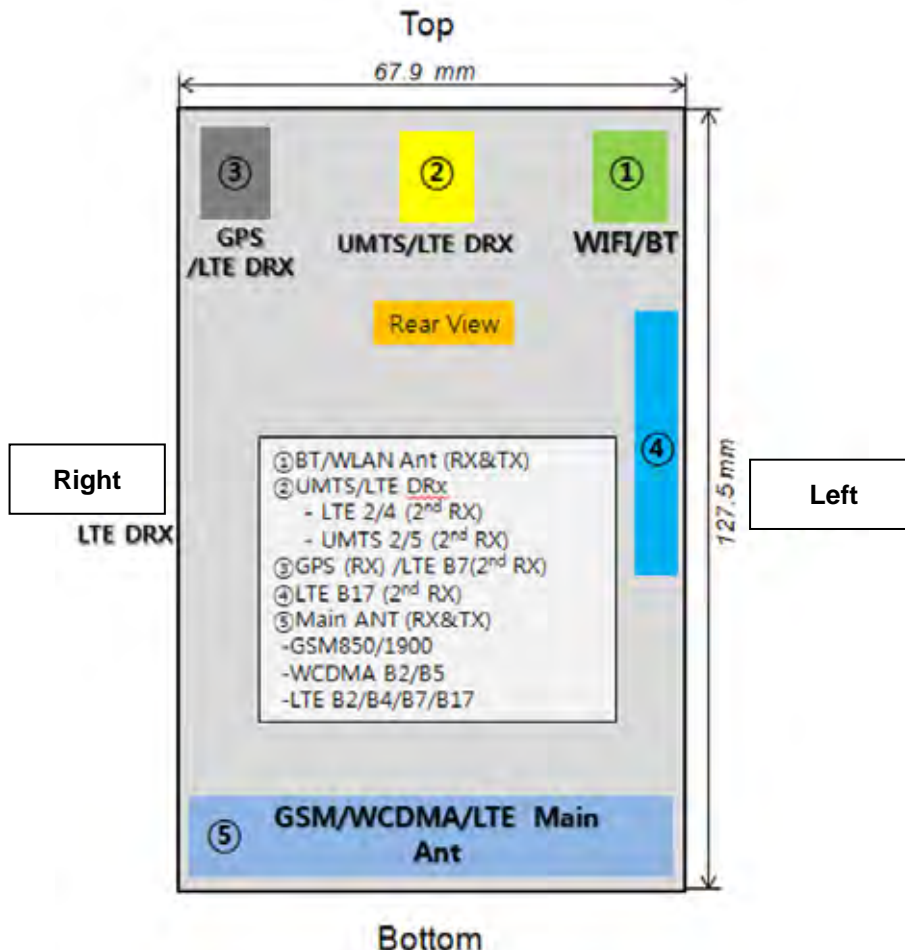 Top
67.9 mm
③
②
①
GPS
/LTE DRX
UMTS/LTE DRX
WIFI/BT
Rear View
④
Right
LTE DRX
127.5 mm
Left
①BT/WLAN Ant (RX&TX)
②UMTS/LTE DRx
- LTE 2/4 (2nd RX)
- UMTS 2/5 (2nd RX)
③GPS (RX) /LTE B7(2nd RX)
④LTE B17 (2nd RX)
⑤Main ANT (RX&TX)
-GSM850/1900
-WCDMA B2/B5
-LTE B2/B4/B7/B17
⑤
GSM/WCDMA/LTE Main
Ant
Bottom